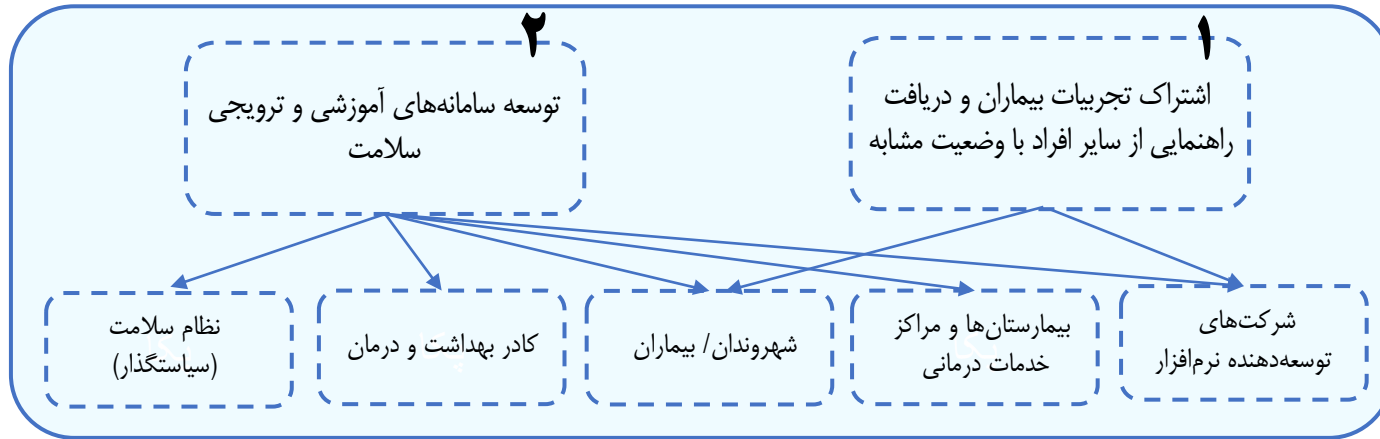 ۱
اشتراک تجربیات بیماران و دریافت
راهنمایی از سایر افراد با وضعیت مشابه
۲
توسعه سامانه‌های آموزشی و ترویجی
سلامت
شرکت‌های
توسعه‌دهنده نرم‌افزار
بیمارستان‌ها و مراکز
خدمات درمانی
شهروندان/ بیماران
کادر بهداشت و درمان
نظام سلامت
(سیاستگذار)